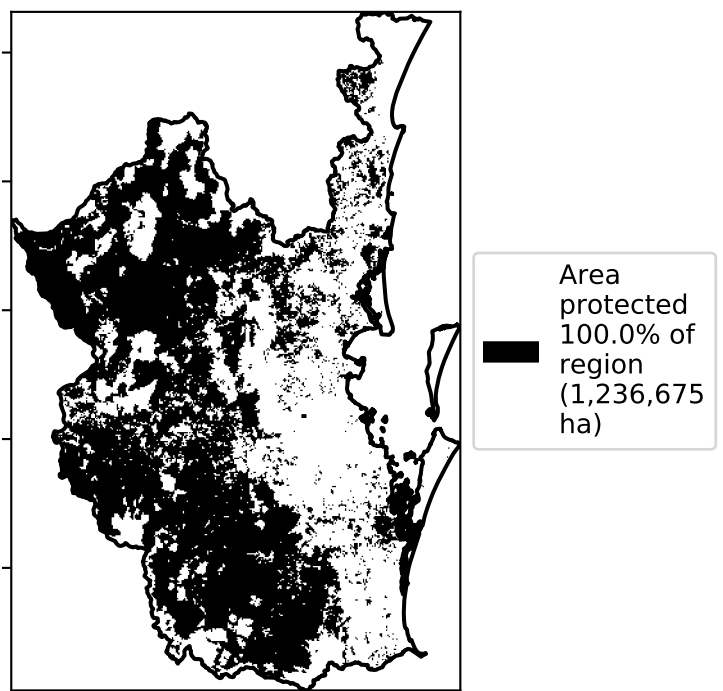 Area
protected
100.0% of
region
(1,236,675
ha)